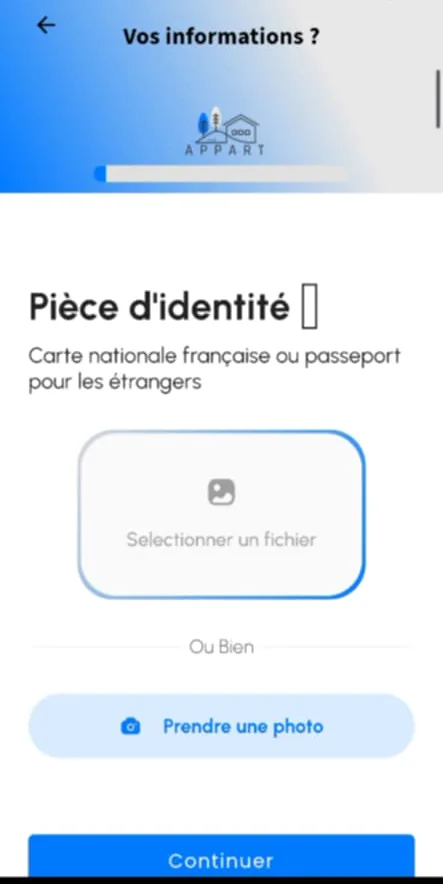 Vos informations ?
APPART
Pièce d'identité
Carte nationale française ou passeport
pour les étrangers
Selectionner un fichier
Ou Bien
Prendre une photo
Continuer